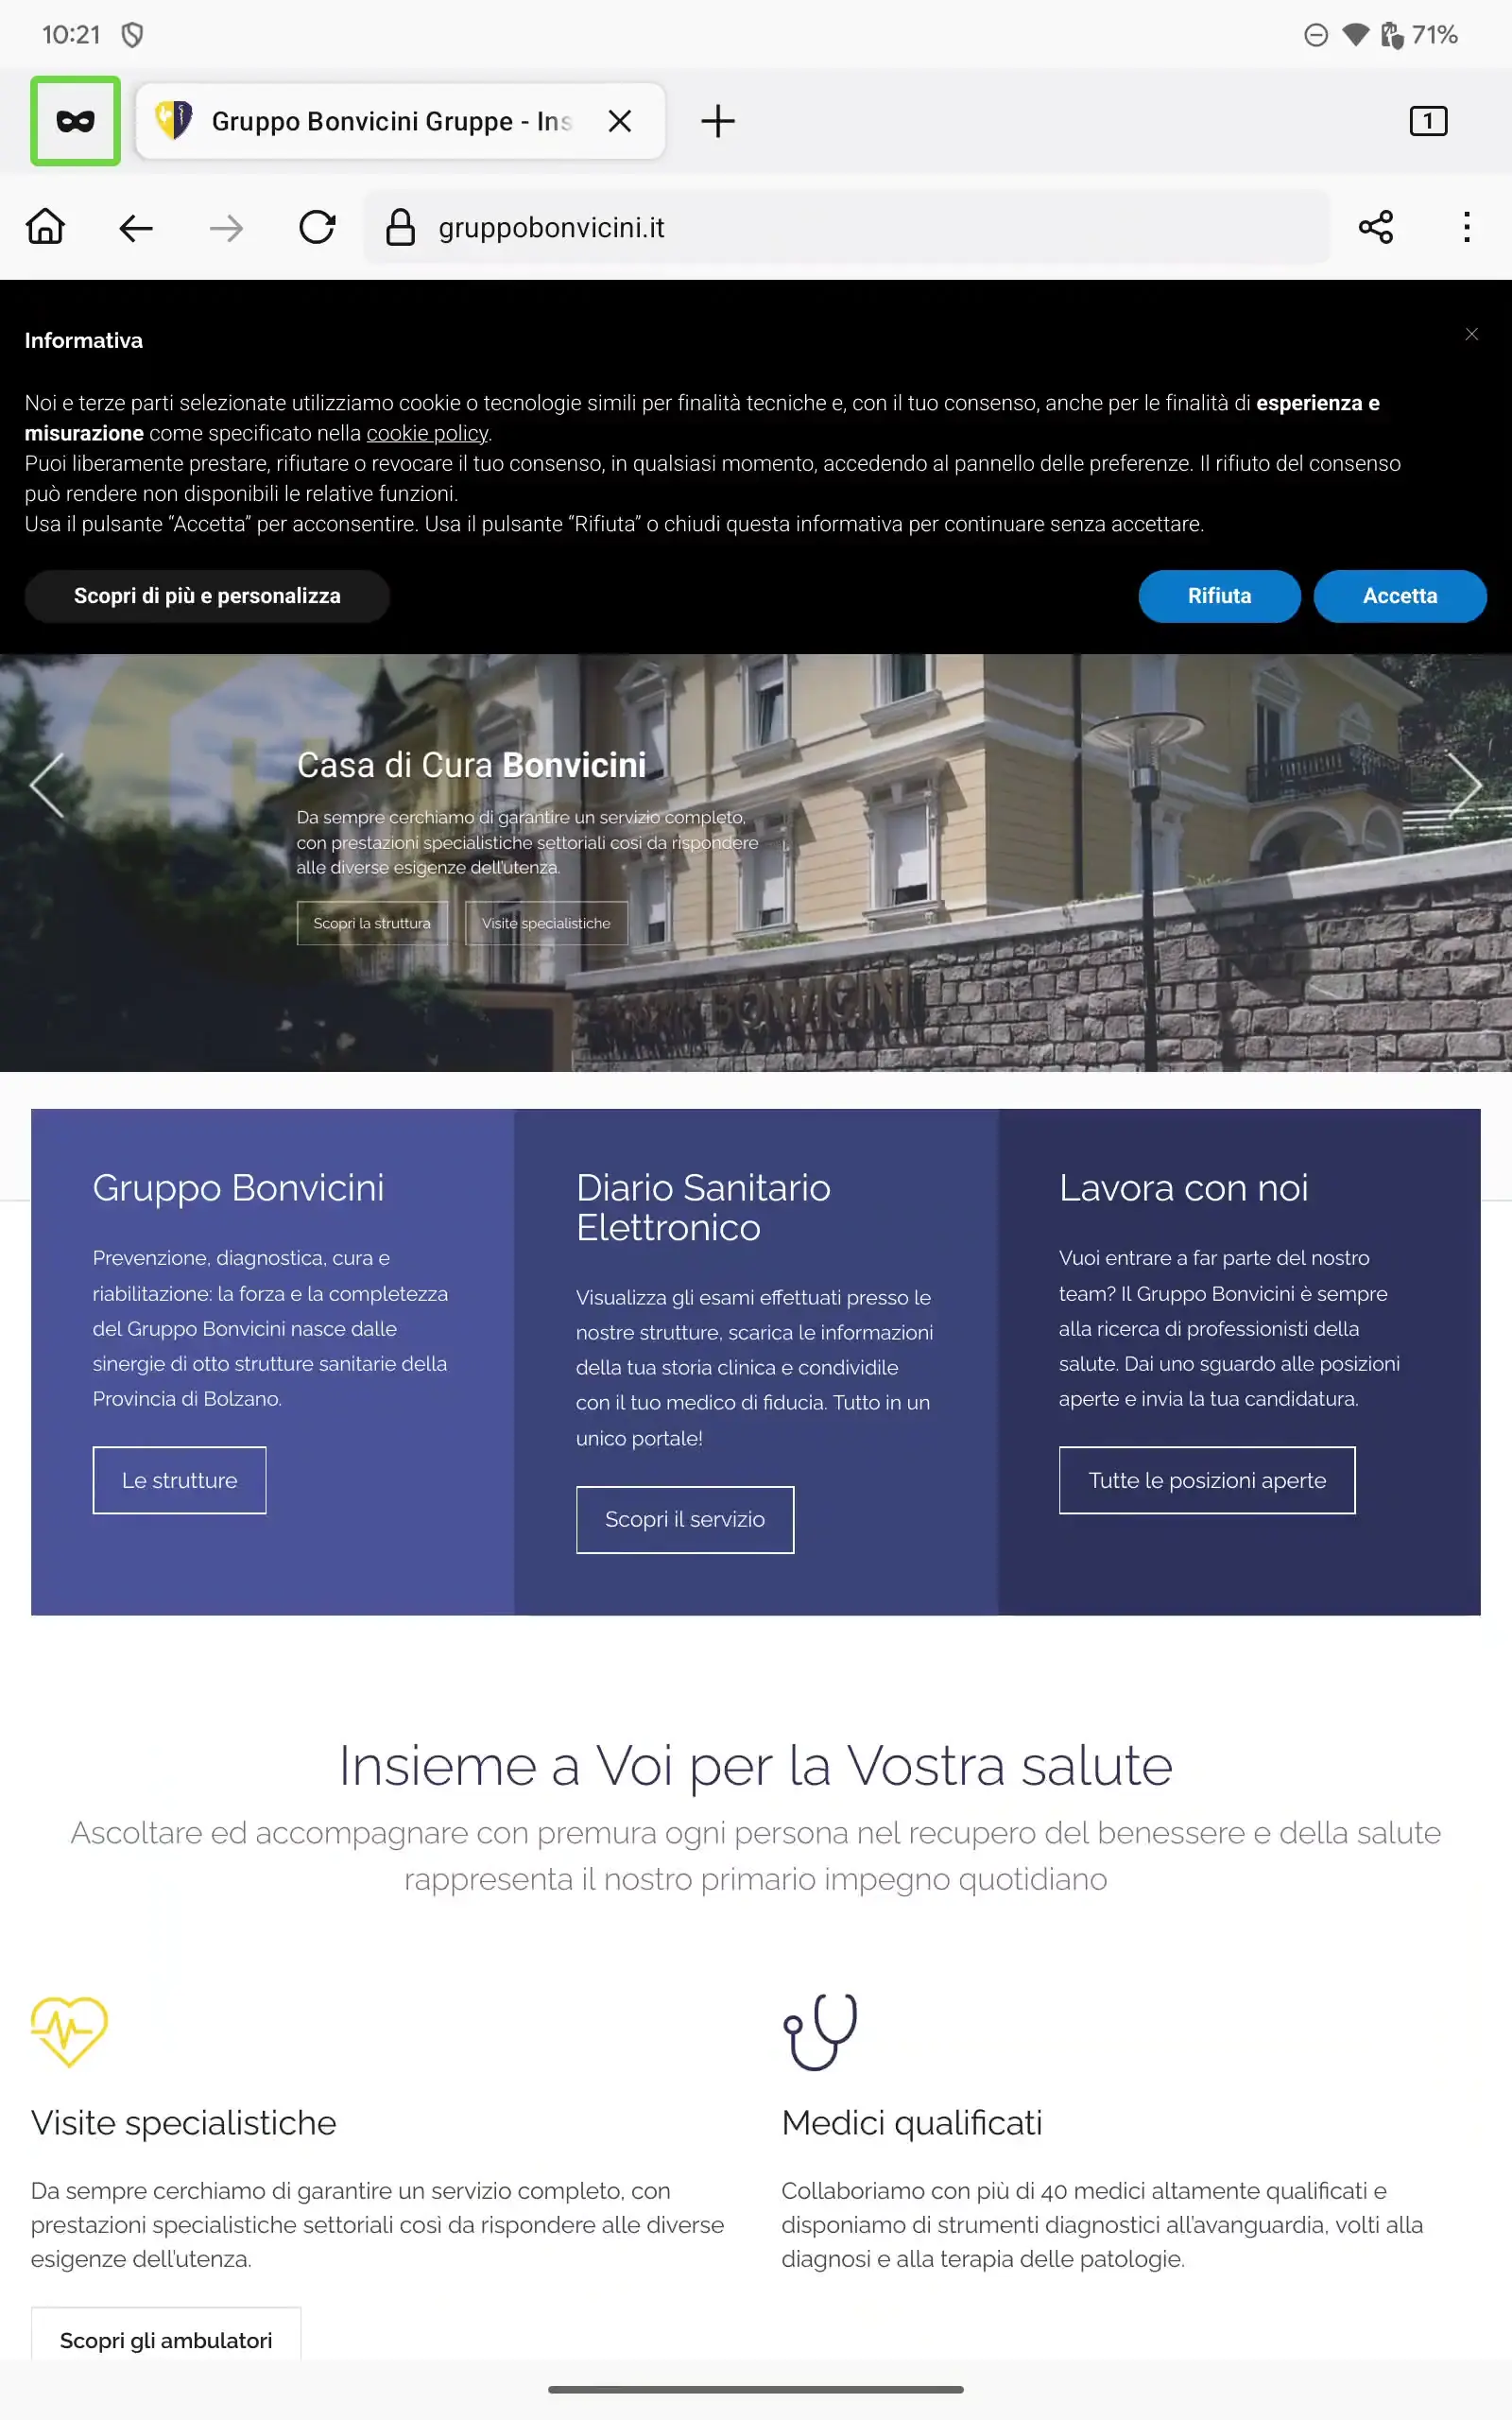 10:21
71%
Gruppo Bonvicini Gruppe - Ins
1
gruppobonvicini.it
Informativa
Noi e terze parti selezionate utilizziamo cookie o tecnologie simili per finalità tecniche e, con il tuo consenso, anche per le finalità di esperienza e
misurazione come specificato nella cookie policy.
Puoi liberamente prestare, rifiutare o revocare il tuo consenso, in qualsiasi momento, accedendo al pannello delle preferenze. Il rifiuto del consenso
può rendere non disponibili le relative funzioni.
Usa il pulsante “Accetta” per acconsentire. Usa il pulsante “Rifiuta” o chiudi questa informativa per continuare senza accettare.
Scopri di più e personalizza
Rifiuta
Accetta
Casa di Cura Bonvicini
Da sempre cerchiamo di garantire un servizio completo,
con prestazioni specialistiche settoriali cosi da rispondere
alle diverse esigenze dell'utenza.
Scopri la struttura
Visite specialistiche
BONVICINI
Gruppo Bonvicini
Prevenzione, diagnostica, cura e
riabilitazione: la forza e la completezza
del Gruppo Bonvicini nasce dalle
sinergie di otto strutture sanitarie della
Provincia di Bolzano.
Le strutture
Diario Sanitario
Elettronico
Visualizza gli esami effettuati presso le
nostre strutture, scarica le informazioni
della tua storia clinica e condividile
con il tuo medico di fiducia. Tutto in un
unico portale!
Scopri il servizio
Lavora con noi
Vuoi entrare a far parte del nostro
team? Il Gruppo Bonvicini è sempre
alla ricerca di professionisti della
salute. Dai uno sguardo alle posizioni
aperte e invia la tua candidatura.
Tutte le posizioni aperte
Insieme a Voi per la Vostra salute
Ascoltare ed accompagnare con premura ogni persona nel recupero del benessere e della salute
rappresenta il nostro primario impegno quotidiano
Visite specialistiche
Da sempre cerchiamo di garantire un servizio completo, con
prestazioni specialistiche settoriali così da rispondere alle diverse
esigenze dell'utenza.
Scopri gli ambulatori
Medici qualificati
Collaboriamo con più di 40 medici altamente qualificati e
disponiamo di strumenti diagnostici all'avanguardia, volti alla
diagnosi e alla terapia delle patologie.